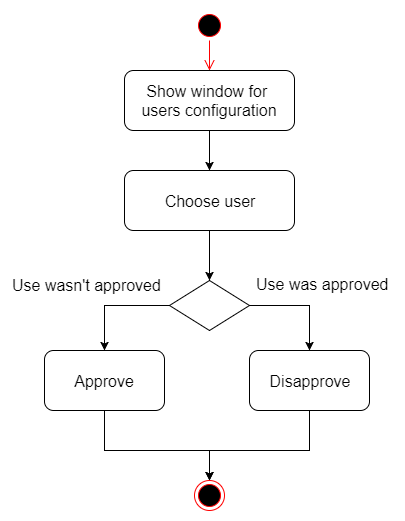 Show window for
users configuration
Choose user
Use wasn't approved
Use was approved
Approve
Disapprove